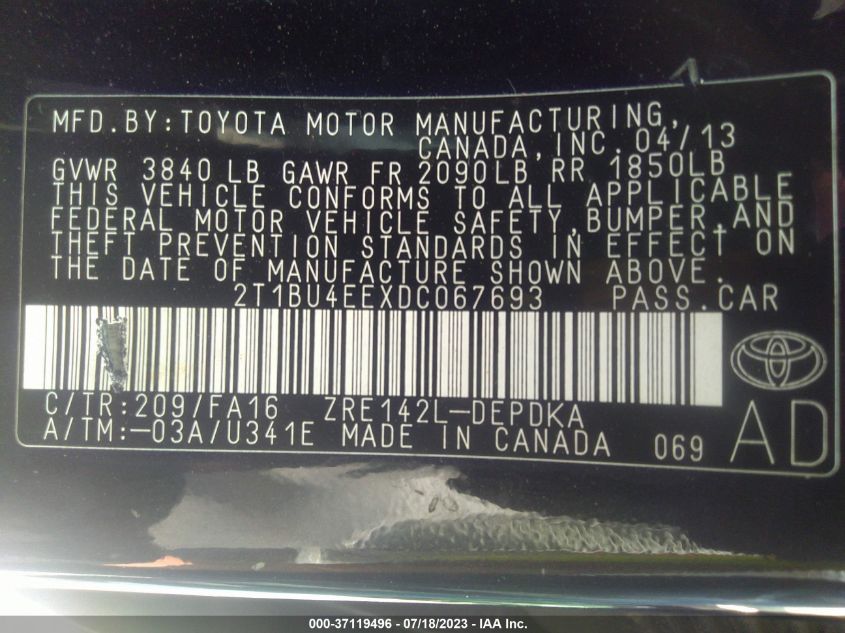 MFD.BY:TOYOTA MOTOR MANUFACTURING,
CANADA,INC. 04/13
GVWR 3840 LB GAWR FR 2090LB RR 1850LB
THIS VEHICLE CONFORMS TO ALL APPLICABLE
FEDERAL MOTOR VEHICLE SAFETY,BUMPER,AND
THEFT PREVENTION STANDARDS IN EFFECT ON
THE DATE OF MANUFACTURE SHOWN ABOVE.
2T1BU4EEXDC067693 PASS.CAR
C/TR:209/FA16 ZRE142L-DEPDKA
A/TM:-03A/U341E MADE IN CANADA 069 AD
000-37119496 - 07/18/2023 - IAA Inc.